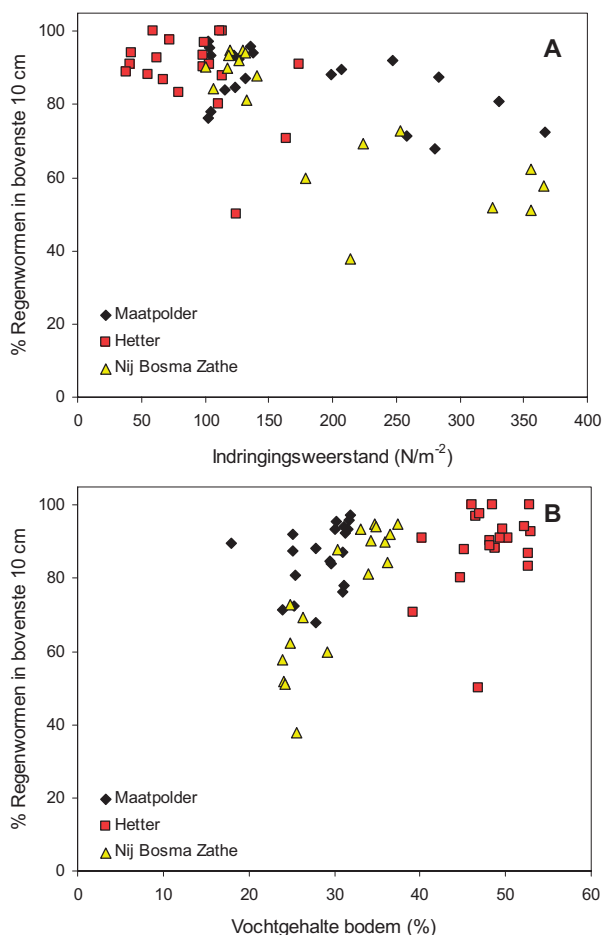 A
% Regenwormen in bovenste 10 cm
100
80
60
40
20
0
Maatpolder
Hetter
Nij Bosma Zathe
0 50 100 150 200 250 300 350 400
Indringingsweerstand (N/m⁻²)
B
% Regenwormen in bovenste 10 cm
100
80
60
40
20
0
Maatpolder
Hetter
Nij Bosma Zathe
0 10 20 30 40 50 60
Vochtgehalte bodem (%)